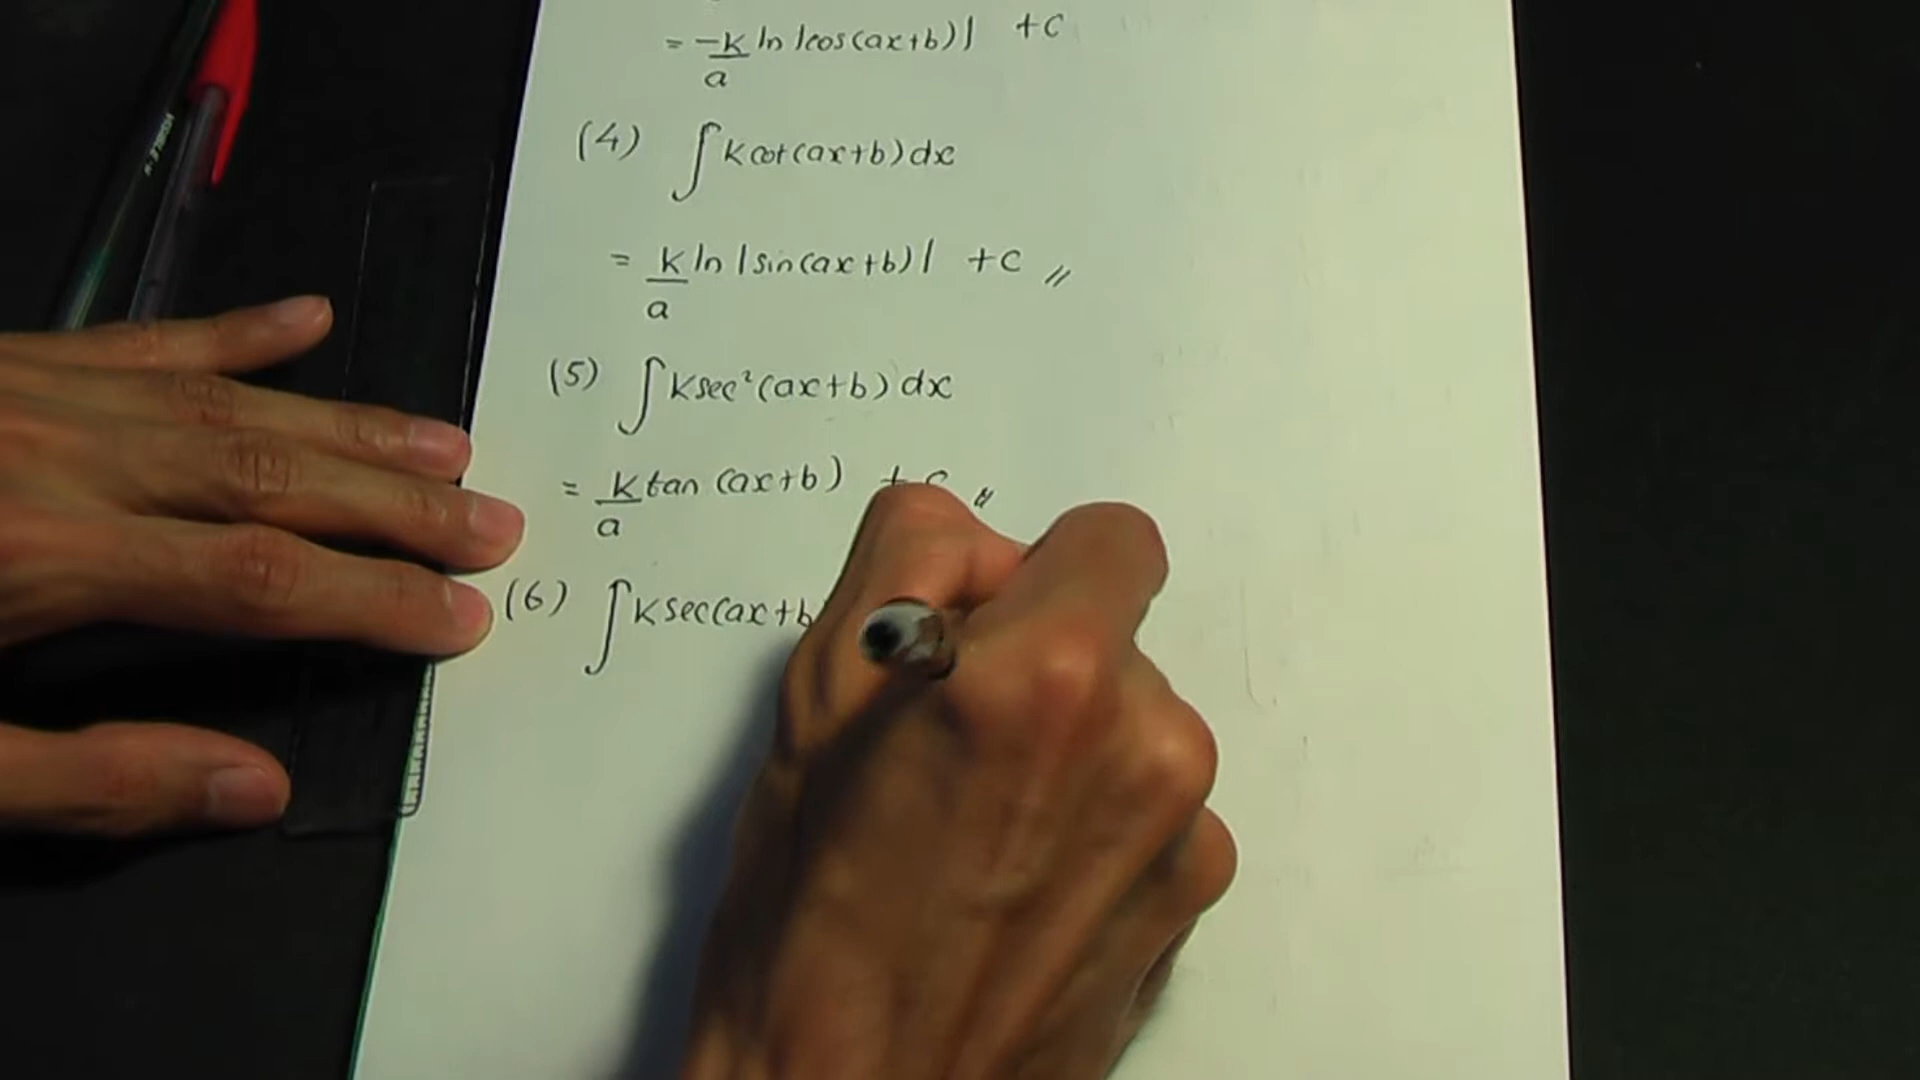 = -k/a ln |cos(ax+b)| +c
(4) ∫ k cot(ax+b) dx
= k/a ln |sin(ax+b)| +c //
(5) ∫ k sec²(ax+b) dx
= k/a tan (ax+b) + c //
(6) ∫ k sec(ax+b